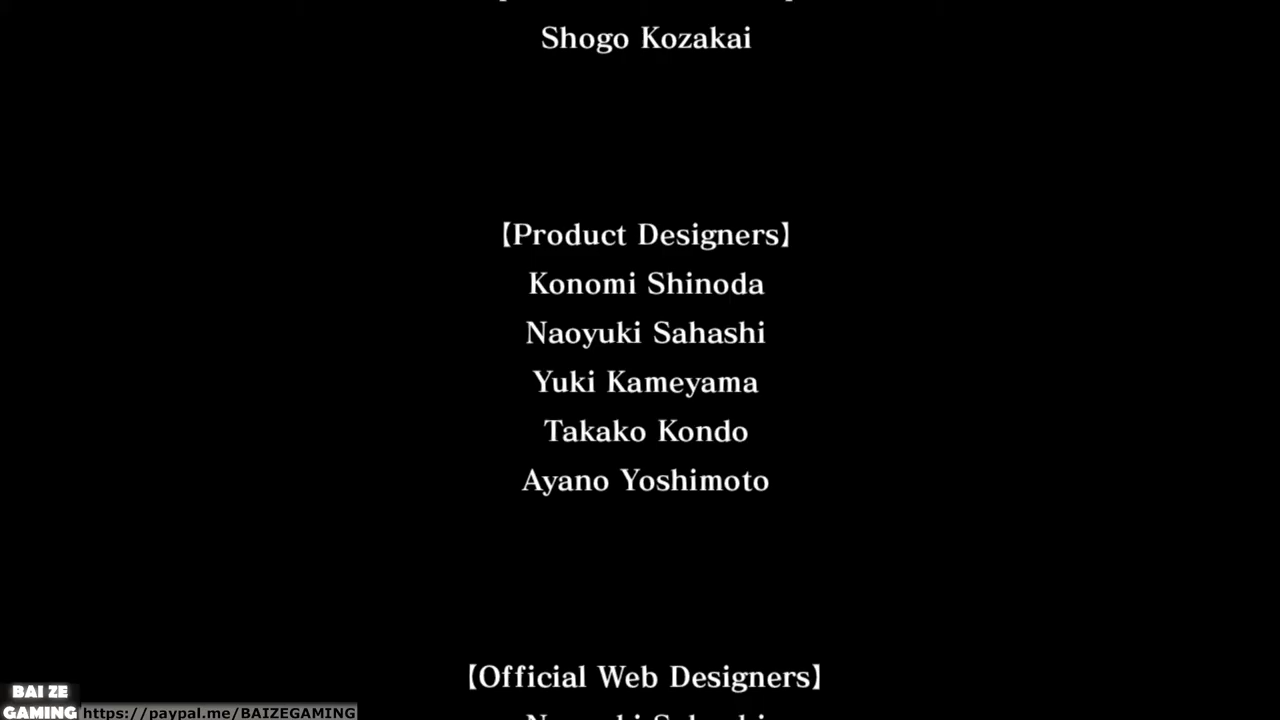 Shogo Kozakai
【Product Designers】
Konomi Shinoda
Naoyuki Sahashi
Yuki Kameyama
Takako Kondo
Ayano Yoshimoto
【Official Web Designers】
BAI ZE
GAMING https://paypal.me/BAIZEGAMING